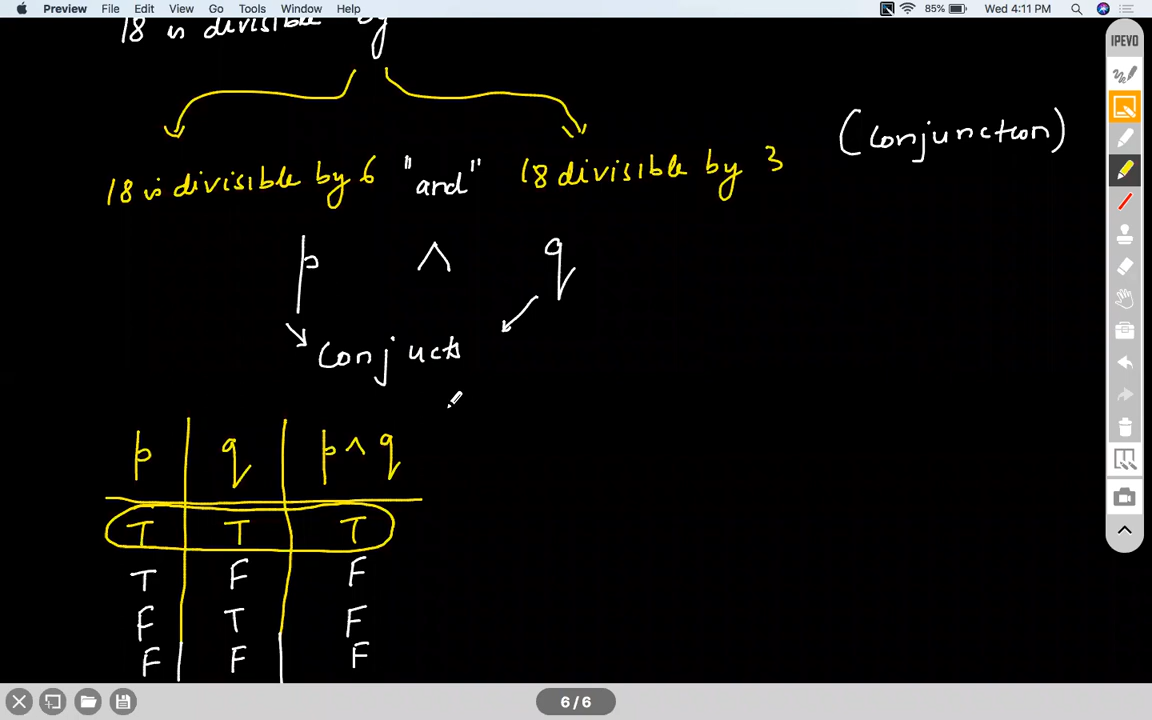 Preview File Edit View Go Tools Window Help 85% Wed 4:11 PM
18 is divisible by
IPEVO
(Conjunction)
18 is divisible by 6 "and" 18 divisible by 3
p ∧ q
Conjucts
p q p ∧ q
T T T
T F F
F T F
F F F
6 / 6